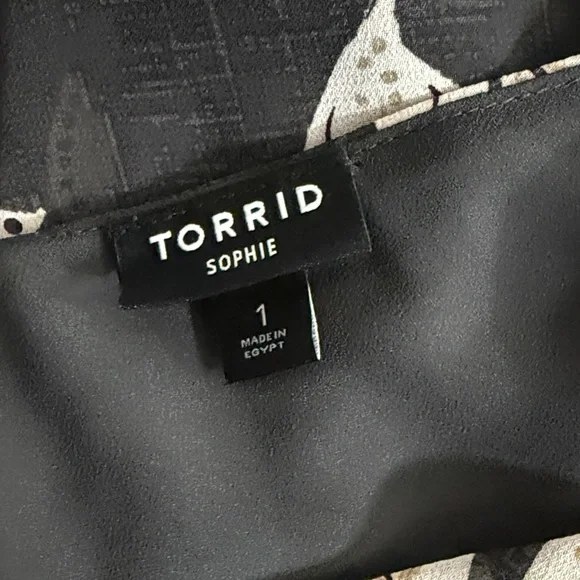 TORRID
SOPHIE
1
MADE IN
EGYPT